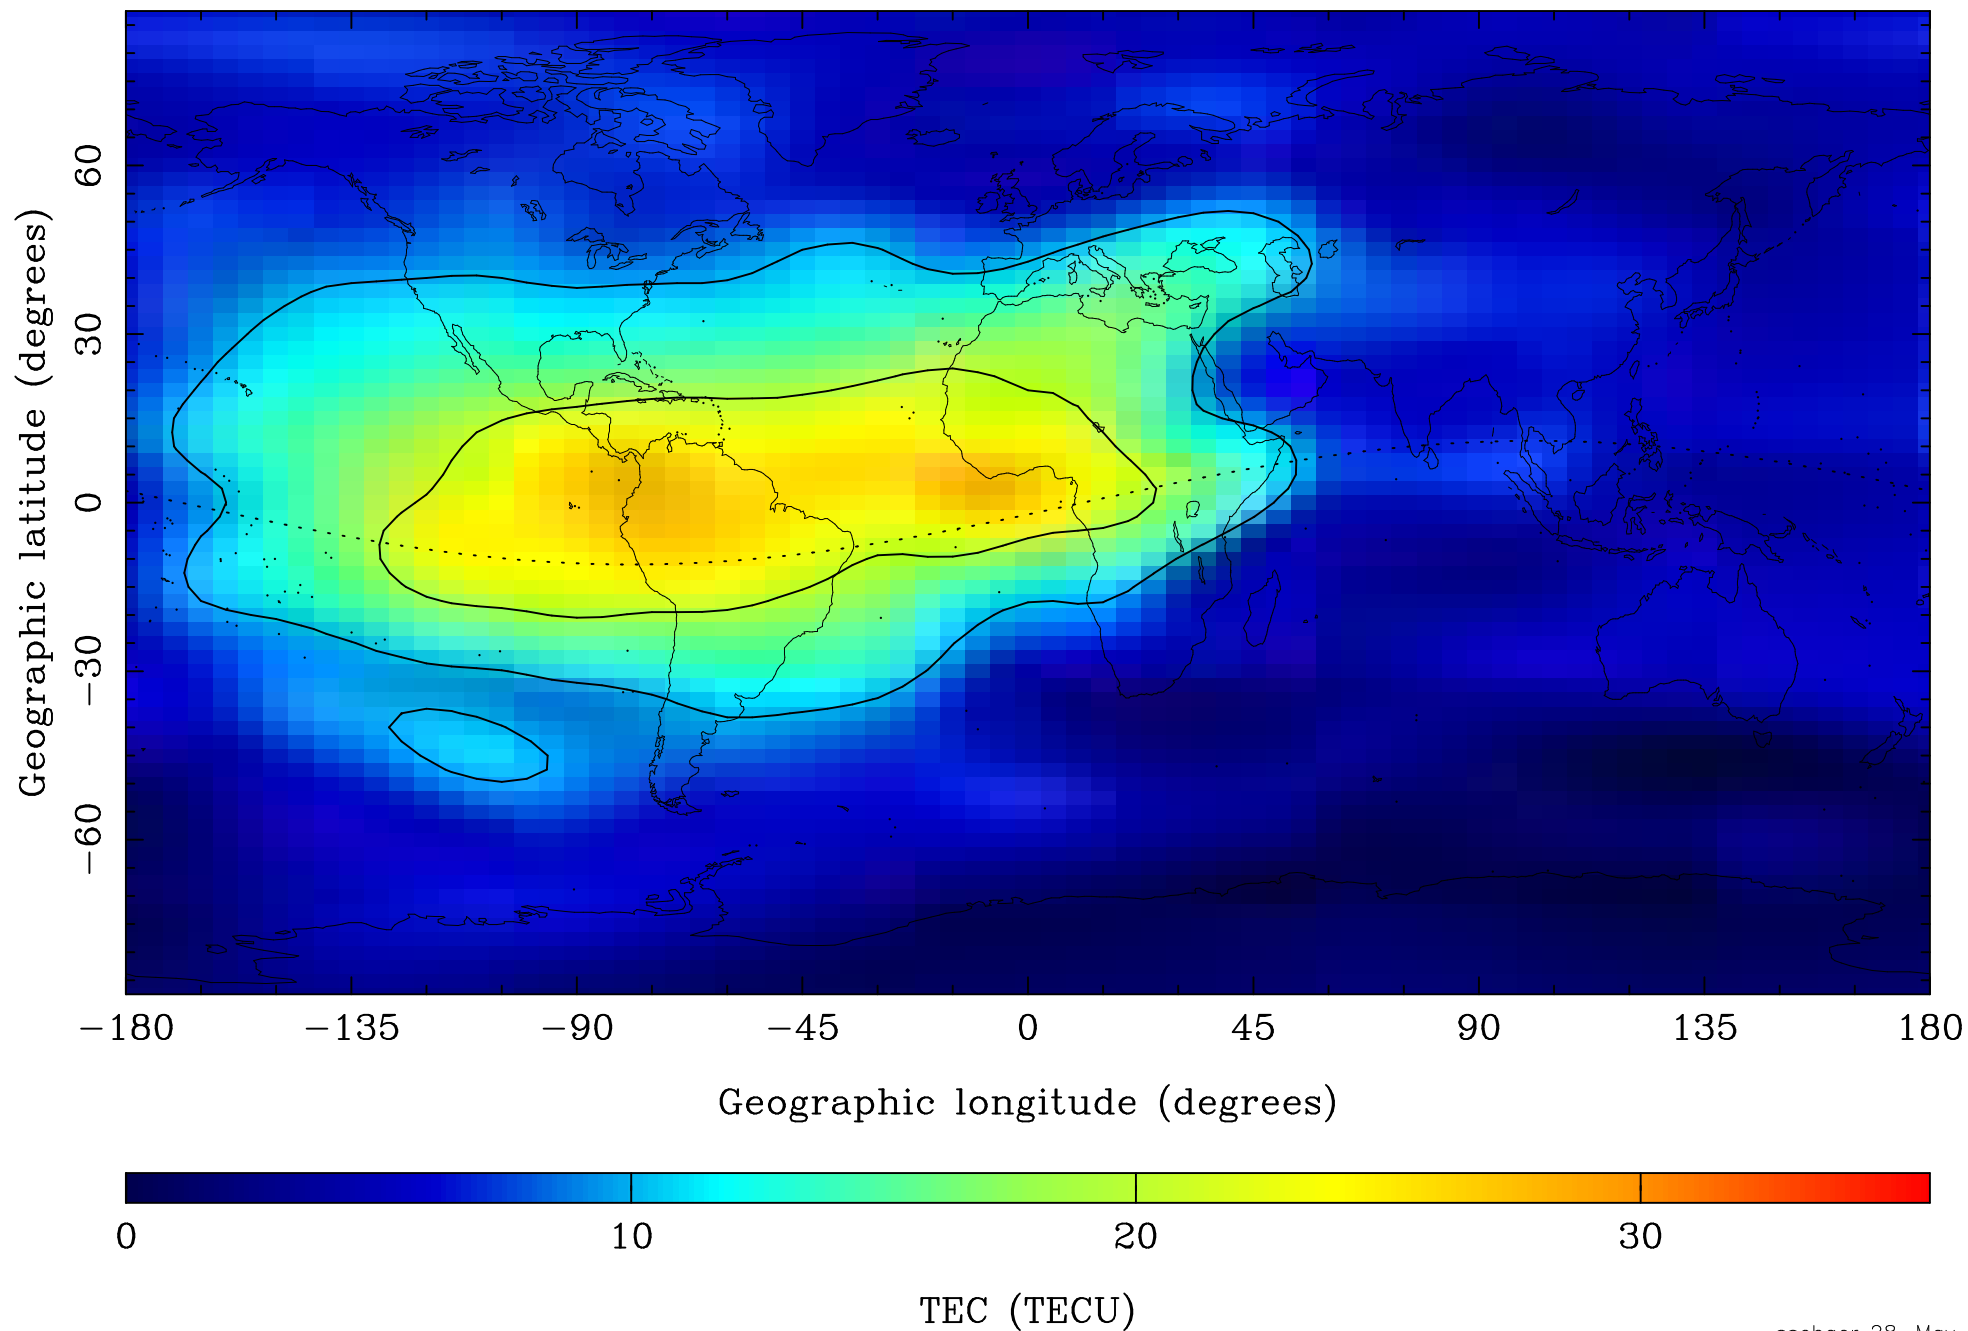 Geographic latitude (degrees)
60
30
0
−30
−60
−180 −135 −90 −45 0 45 90 135 180
Geographic longitude (degrees)
0 10 20 30
TEC (TECU)